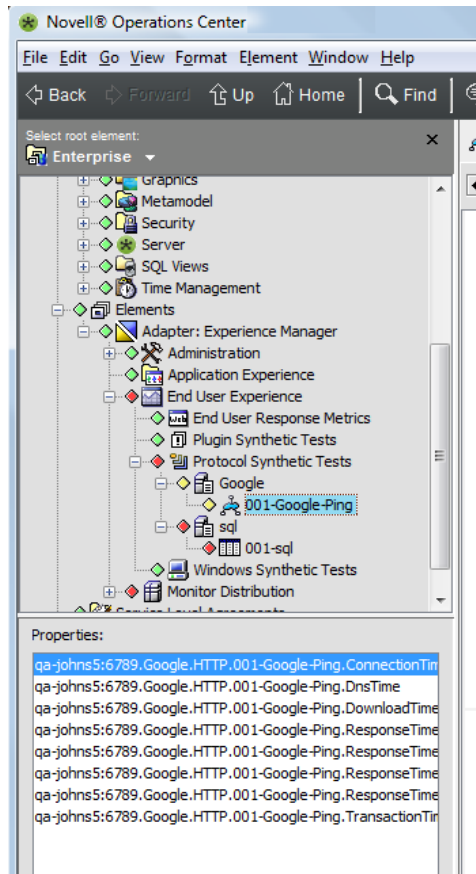 Novell® Operations Center
File Edit Go View Format Element Window Help
Back Forward Up Home Find
Select root element:
Enterprise
Graphics
Metamodel
Security
Server
SQL Views
Time Management
Elements
Adapter: Experience Manager
Administration
Application Experience
End User Experience
End User Response Metrics
Plugin Synthetic Tests
Protocol Synthetic Tests
Google
001-Google-Ping
sql
001-sql
Windows Synthetic Tests
Monitor Distribution
Service Level Agreements
Properties:
qa-johns5:6789.Google.HTTP.001-Google-Ping.ConnectionTim
qa-johns5:6789.Google.HTTP.001-Google-Ping.DnsTime
qa-johns5:6789.Google.HTTP.001-Google-Ping.DownloadTime
qa-johns5:6789.Google.HTTP.001-Google-Ping.ResponseTime
qa-johns5:6789.Google.HTTP.001-Google-Ping.ResponseTime
qa-johns5:6789.Google.HTTP.001-Google-Ping.ResponseTime
qa-johns5:6789.Google.HTTP.001-Google-Ping.ResponseTime
qa-johns5:6789.Google.HTTP.001-Google-Ping.TransactionTim